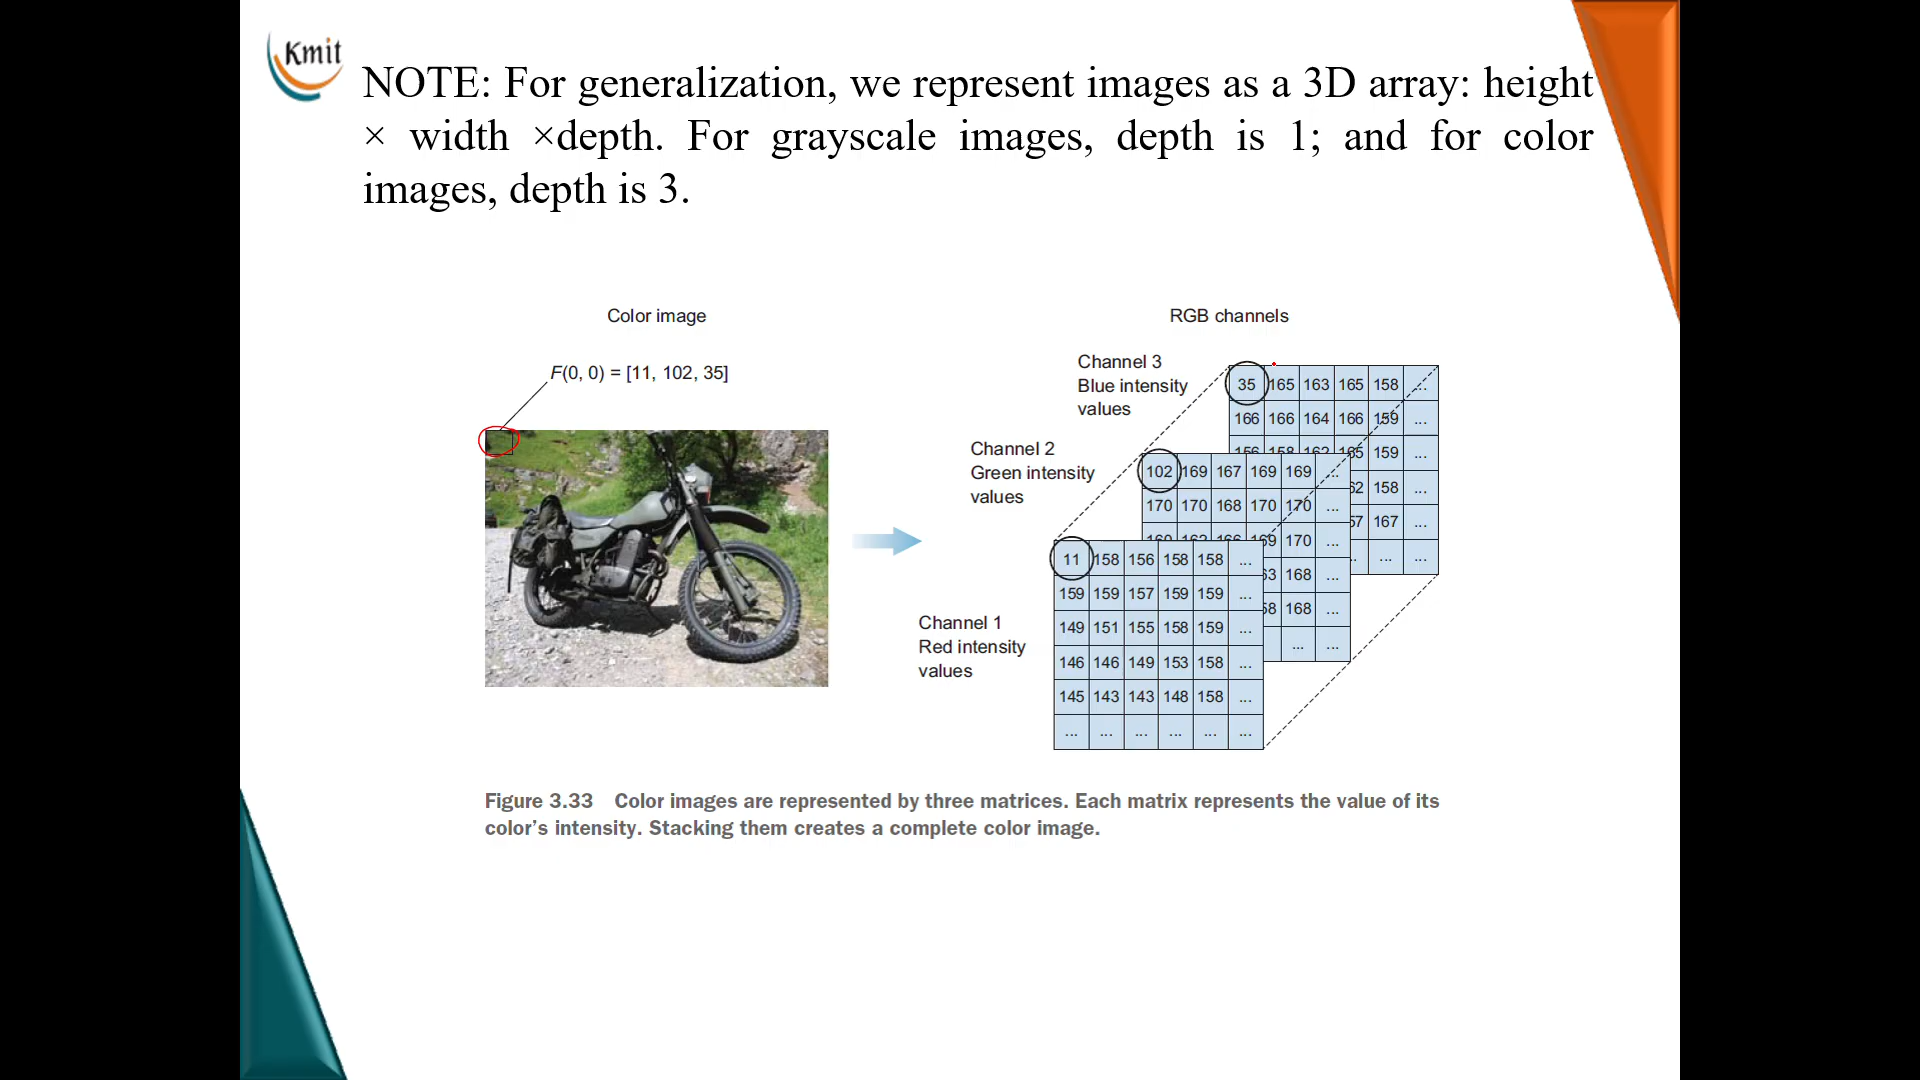 Kmit
NOTE: For generalization, we represent images as a 3D array: height
× width ×depth. For grayscale images, depth is 1; and for color
images, depth is 3.
Color image
F(0, 0) = [11, 102, 35]
RGB channels
Channel 3
Blue intensity
values
35 165 163 165 158 ...
166 166 164 166 159 ...
156 158 162 165 159 ...
62 158 ...
57 167 ...
... ... ...
Channel 2
Green intensity
values
102 169 167 169 169 ...
170 170 168 170 170 ...
160 162 166 169 170 ...
63 168 ...
68 168 ...
... ...
Channel 1
Red intensity
values
11 158 156 158 158 ...
159 159 157 159 159 ...
149 151 155 158 159 ...
146 146 149 153 158 ...
145 143 143 148 158 ...
... ... ... ... ... ...
Figure 3.33 Color images are represented by three matrices. Each matrix represents the value of its
color’s intensity. Stacking them creates a complete color image.